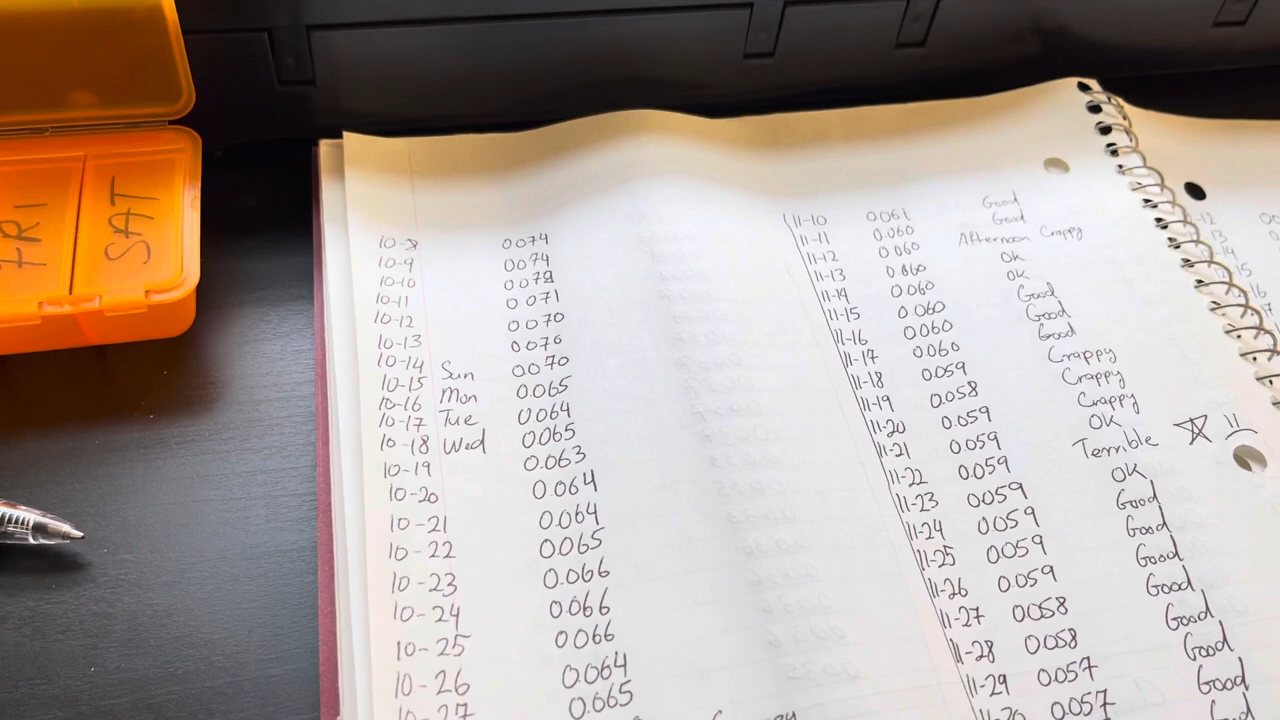 FRI
SAT
10-8 0.074
10-9 0.074
10-10 0.072
10-11 0.071
10-12 0.070
10-13 0.070
10-14 Sun 0.070
10-15 Mon 0.065
10-16 Tue 0.064
10-17 Wed 0.065
10-18 0.063
10-19 0.064
10-20 0.064
10-21 0.065
10-22 0.066
10-23 0.066
10-24 0.066
10-25 0.064
10-26 0.065
10-27
Crappy
11-10 0.061 Good
11-11 0.060 Good
11-12 0.060 Afternoon Crappy
11-13 0.060 OK
11-14 0.060 OK
11-15 0.060 Good
11-16 0.060 Good
11-17 0.060 Good
11-18 0.059 Crappy
11-19 0.058 Crappy
11-20 0.059 Crappy
11-21 0.059 OK
11-22 0.059 Terrible
11-23 0.059 OK
11-24 0.059 Good
11-25 0.059 Good
11-26 0.059 Good
11-27 0.058 Good
11-28 0.058 Good
11-29 0.057 Good
11-30 0.057 Good